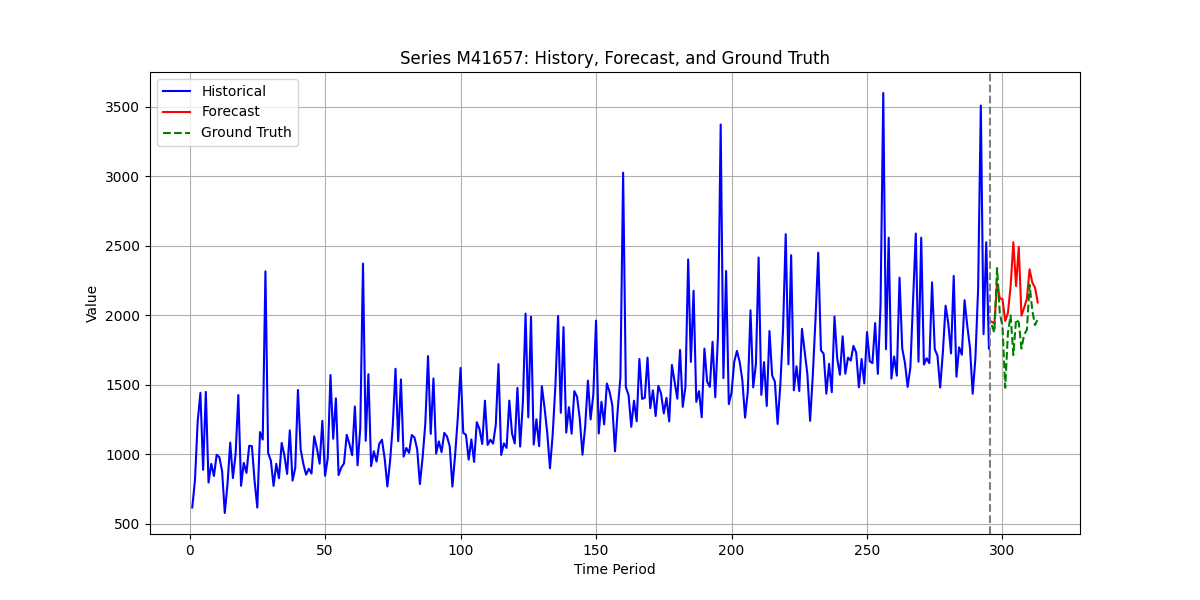 Series M41657: History, Forecast, and Ground Truth
Historical
Forecast
Ground Truth
3500
3000
2500
2000
1500
1000
500
Value
0 50 100 150 200 250 300
Time Period